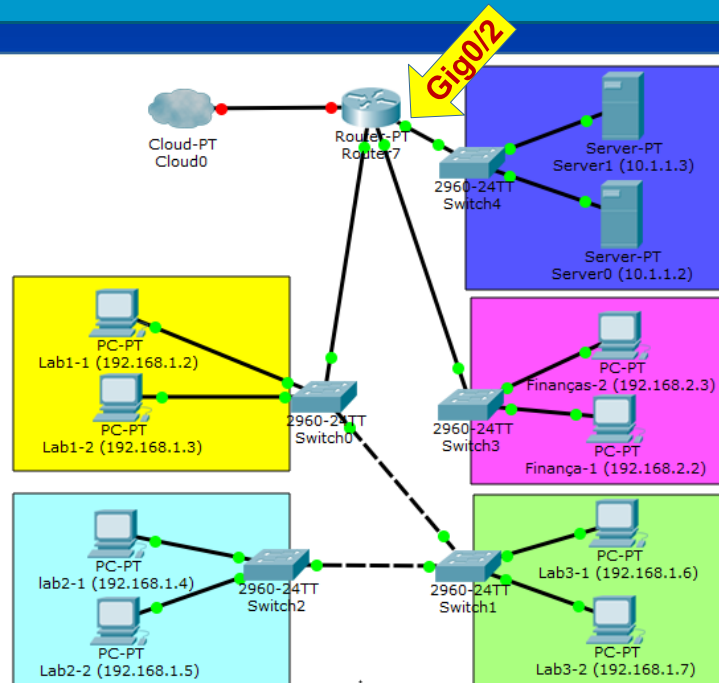 Gig0/2
Cloud-PT
Cloud0
Router-PT
Router7
Server-PT
Server1 (10.1.1.3)
2960-24TT
Switch4
Server-PT
Server0 (10.1.1.2)
PC-PT
Lab1-1 (192.168.1.2)
PC-PT
Lab1-2 (192.168.1.3)
2960-24TT
Switch0
PC-PT
Finanças-2 (192.168.2.3)
2960-24TT
Switch3
PC-PT
Finança-1 (192.168.2.2)
PC-PT
lab2-1 (192.168.1.4)
2960-24TT
Switch2
PC-PT
Lab2-2 (192.168.1.5)
2960-24TT
Switch1
PC-PT
Lab3-1 (192.168.1.6)
PC-PT
Lab3-2 (192.168.1.7)